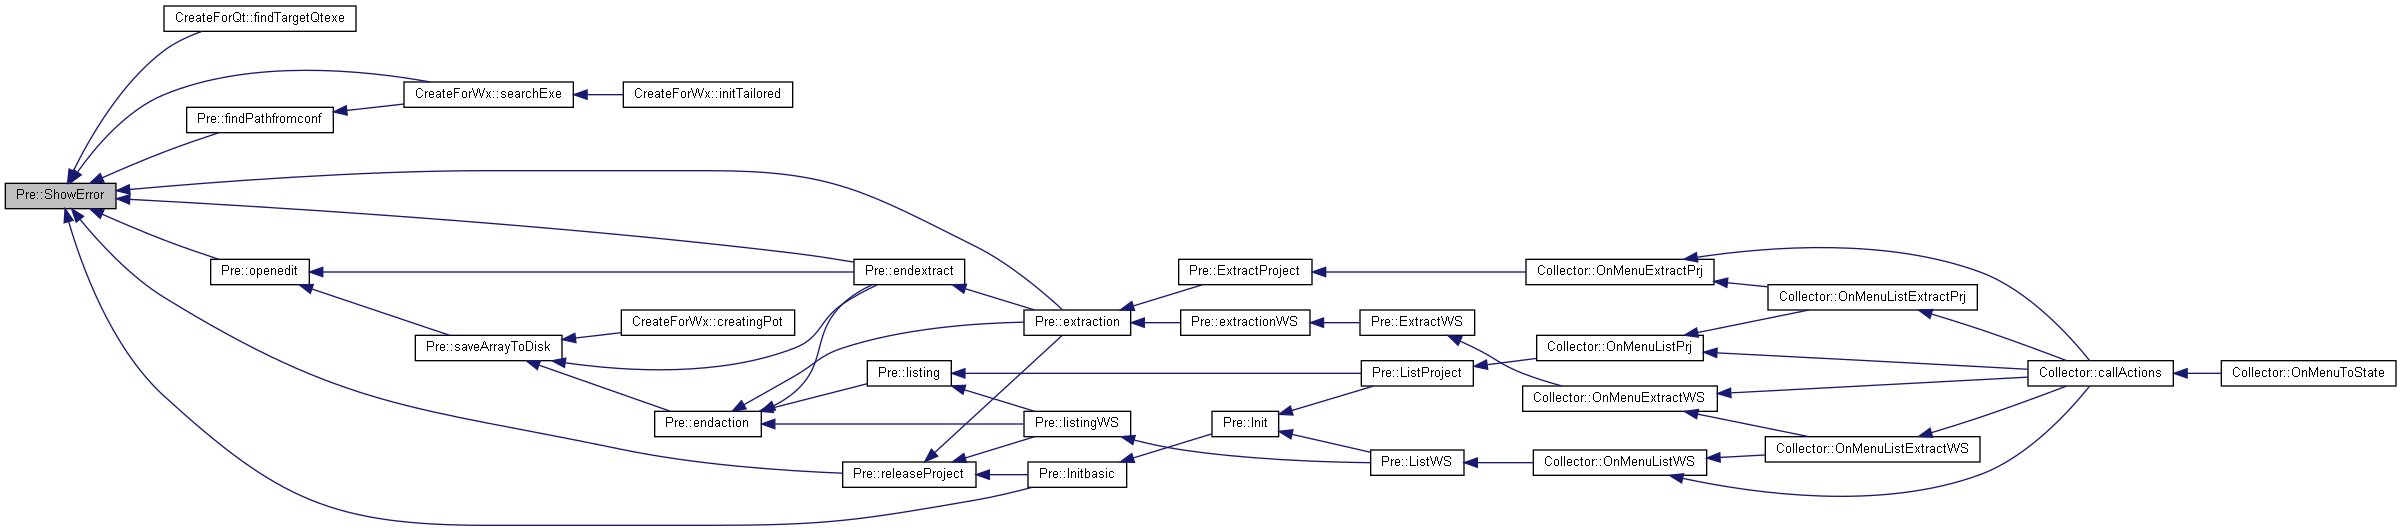 CreateForQt::findTargetQtexe
CreateForWx::searchExe
CreateForWx::initTailored
Pre::findPathfromconf
Pre::ShowError
Pre::openedit
Pre::endextract
Pre::ExtractProject
Collector::OnMenuExtractPrj
Collector::OnMenuListExtractPrj
CreateForWx::creatingPot
Pre::extraction
Pre::extractionWS
Pre::ExtractWS
Pre::saveArrayToDisk
Collector::OnMenuListPrj
Pre::listing
Pre::ListProject
Collector::callActions
Collector::OnMenuToState
Collector::OnMenuExtractWS
Pre::endaction
Pre::listingWS
Pre::Init
Collector::OnMenuListExtractWS
Pre::releaseProject
Pre::Initbasic
Pre::ListWS
Collector::OnMenuListWS